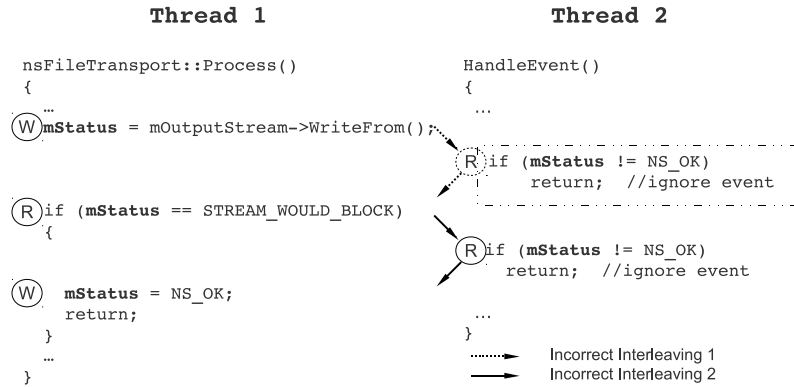 Thread 1
nsFileTransport::Process()
{
…
W mStatus = mOutputStream->WriteFrom();
R if (mStatus == STREAM_WOULD_BLOCK)
{
W mStatus = NS_OK;
return;
}
…
}
Thread 2
HandleEvent()
{
…
R if (mStatus != NS_OK)
return; //ignore event
R if (mStatus != NS_OK)
return; //ignore event
…
}
Incorrect Interleaving 1
Incorrect Interleaving 2